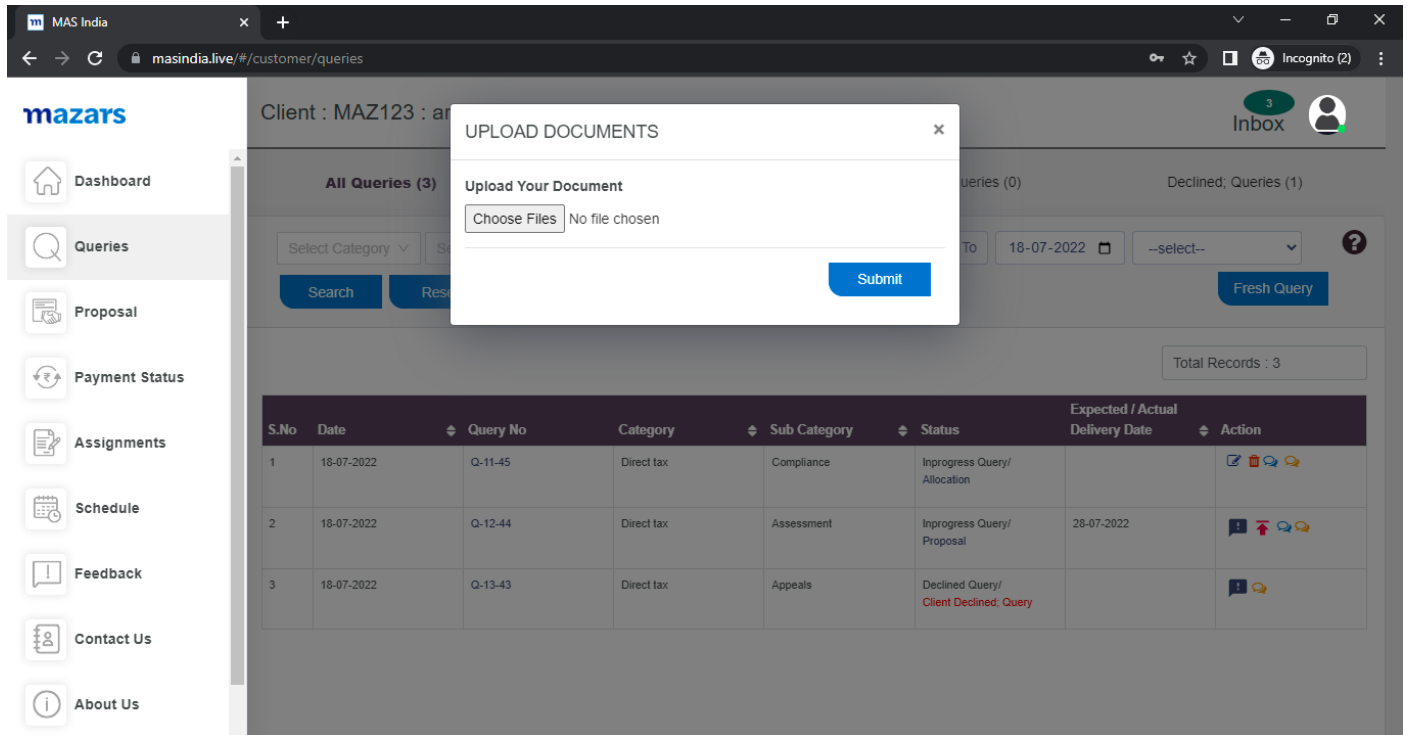 MAS India
masindia.live/#/customer/queries
Incognito (2)
mazars
Client : MAZ123 : ar
3
Inbox
UPLOAD DOCUMENTS
Upload Your Document
Choose Files No file chosen
Submit
Dashboard
Queries
Proposal
Payment Status
Assignments
Schedule
Feedback
Contact Us
About Us
All Queries (3)
ueries (0)
Declined; Queries (1)
Select Category
Se
To
18-07-2022
--select--
Search
Rese
Fresh Query
Total Records : 3
S.No Date Query No Category Sub Category Status Expected / Actual Delivery Date Action
1 18-07-2022 Q-11-45 Direct tax Compliance Inprogress Query/
Allocation
2 18-07-2022 Q-12-44 Direct tax Assessment Inprogress Query/ 28-07-2022
Proposal
3 18-07-2022 Q-13-43 Direct tax Appeals Declined Query/
Client Declined; Query